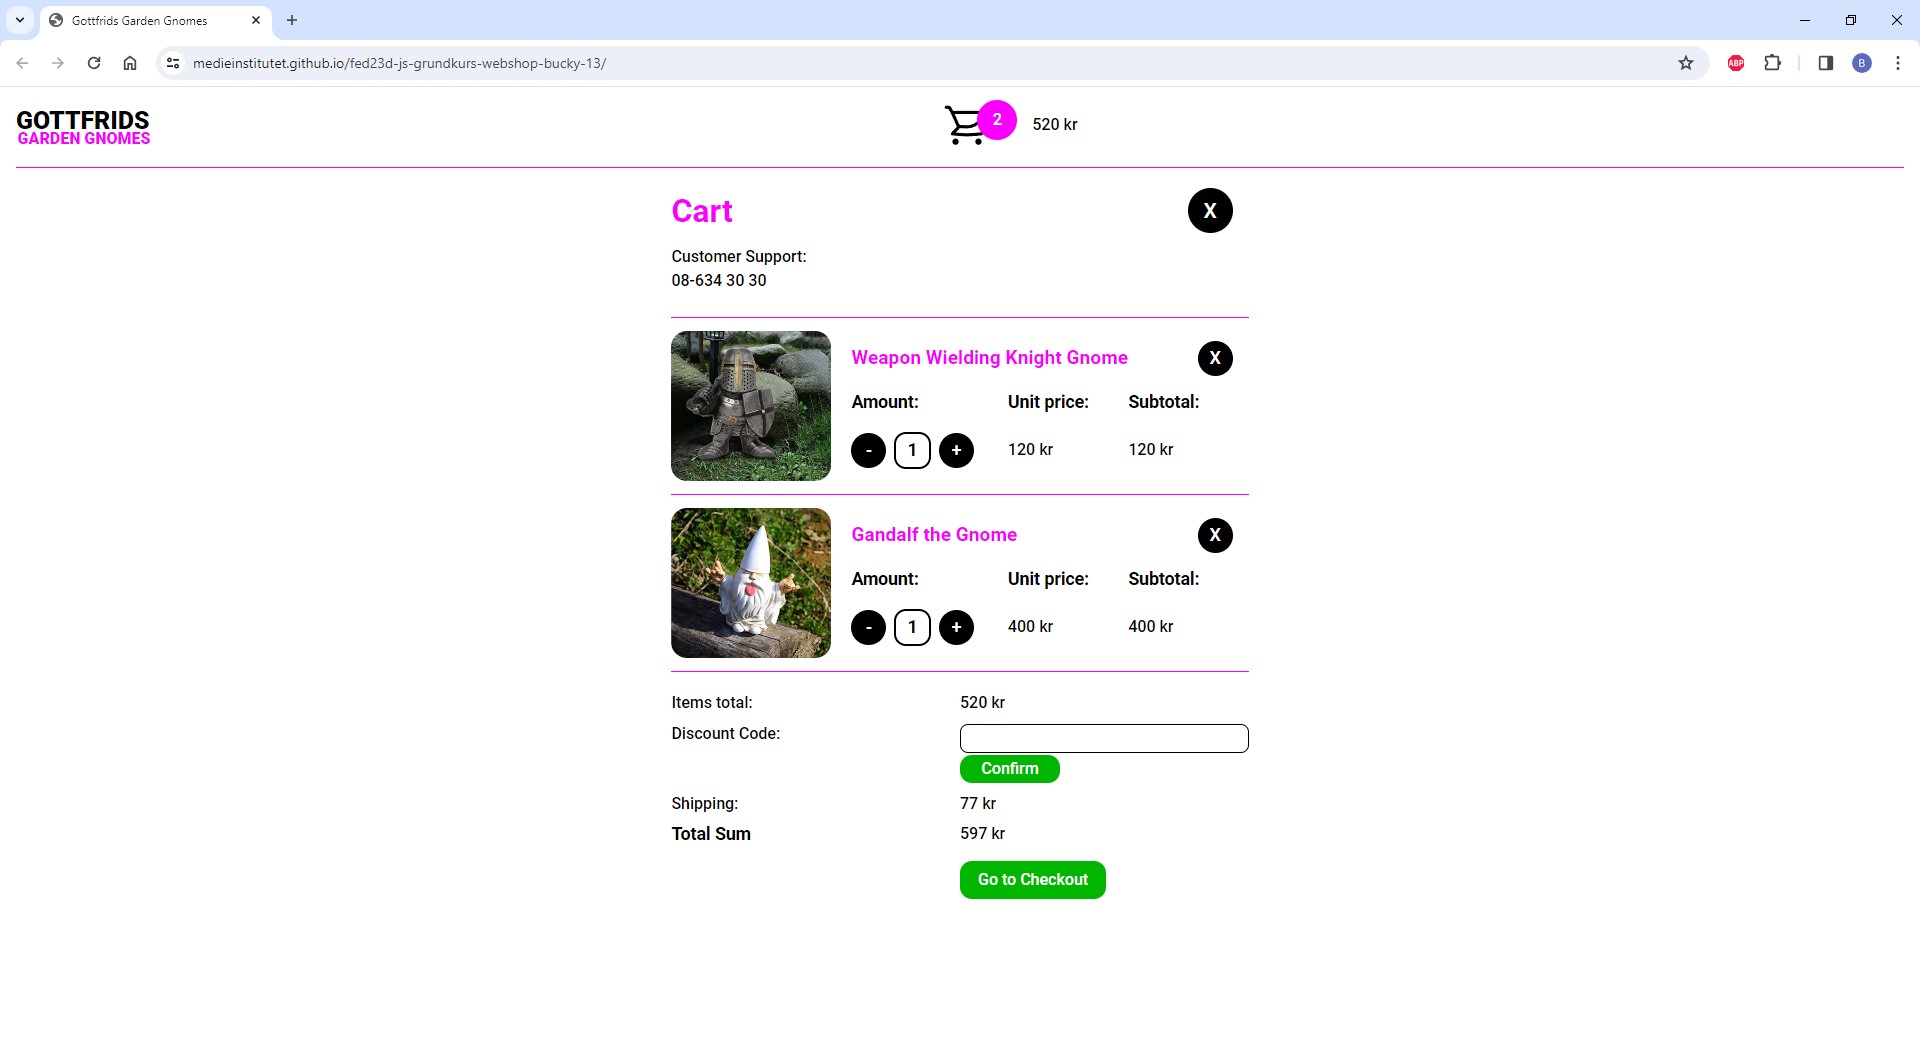 Gottfrids Garden Gnomes
medieinstitutet.github.io/fed23d-js-grundkurs-webshop-bucky-13/
ABP
B
GOTTFRIDS
GARDEN GNOMES
2
520 kr
Cart
X
Customer Support:
08-634 30 30
Weapon Wielding Knight Gnome
X
Amount: Unit price: Subtotal:
- 1 + 120 kr 120 kr
Gandalf the Gnome
X
Amount: Unit price: Subtotal:
- 1 + 400 kr 400 kr
Items total: 520 kr
Discount Code:
Confirm
Shipping: 77 kr
Total Sum 597 kr
Go to Checkout